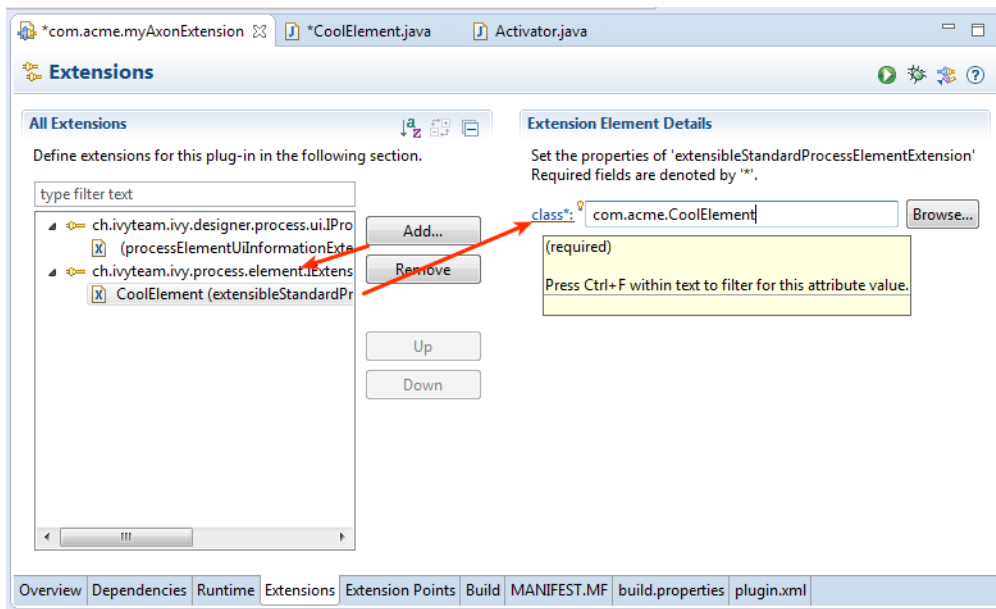 *com.acme.myAxonExtension
*CoolElement.java
Activator.java
Extensions
All Extensions
Define extensions for this plug-in in the following section.
type filter text
ch.ivyteam.ivy.designer.process.ui.IPro
(processElementUiInformationExte
ch.ivyteam.ivy.process.element.IExtens
CoolElement (extensibleStandardPr
Add...
Remove
Up
Down
Extension Element Details
Set the properties of 'extensibleStandardProcessElementExtension'
Required fields are denoted by '*'.
class*: com.acme.CoolElement Browse...
(required)
Press Ctrl+F within text to filter for this attribute value.
Overview Dependencies Runtime Extensions Extension Points Build MANIFEST.MF build.properties plugin.xml